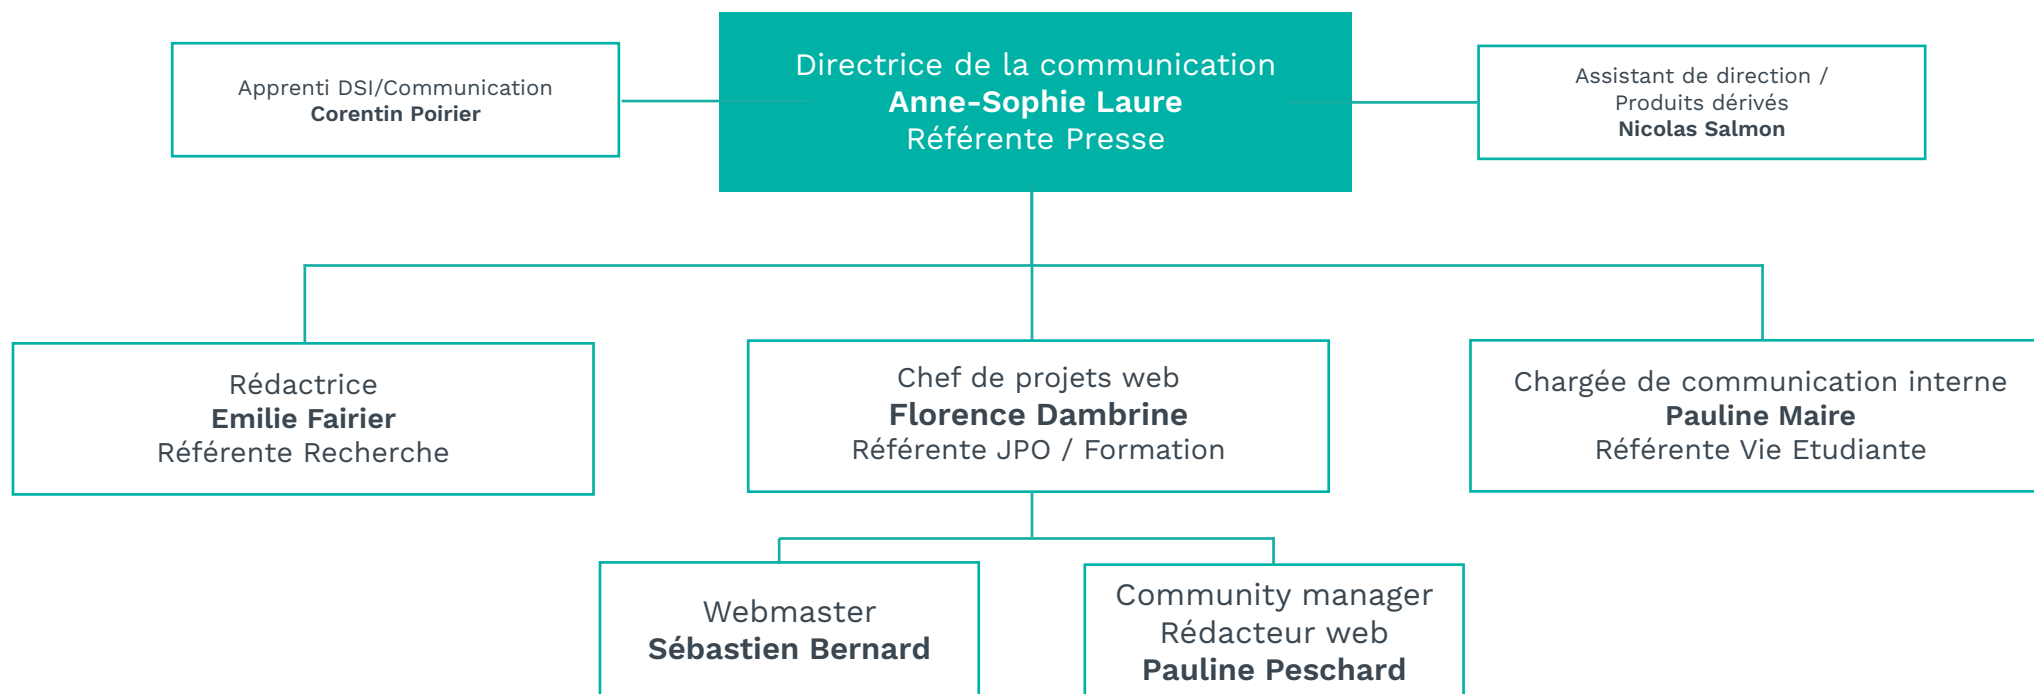 Apprenti DSI/Communication
Corentin Poirier
Directrice de la communication
Anne-Sophie Laure
Référente Presse
Assistant de direction /
Produits dérivés
Nicolas Salmon
Rédactrice
Emilie Fairier
Référente Recherche
Chef de projets web
Florence Dambrine
Référente JPO / Formation
Chargée de communication interne
Pauline Maire
Référente Vie Etudiante
Webmaster
Sébastien Bernard
Community manager
Rédacteur web
Pauline Peschard